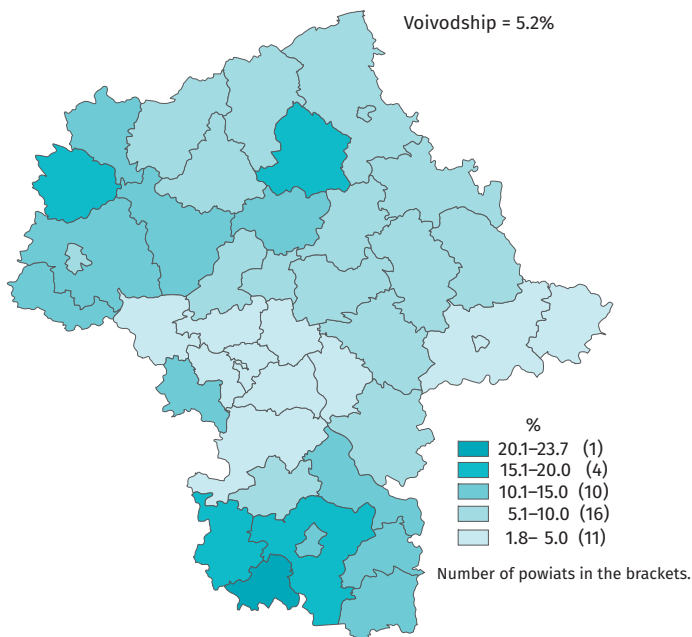 Voivodship = 5.2%
%
20.1–23.7 (1)
15.1–20.0 (4)
10.1–15.0 (10)
5.1–10.0 (16)
1.8– 5.0 (11)
Number of powiats in the brackets.